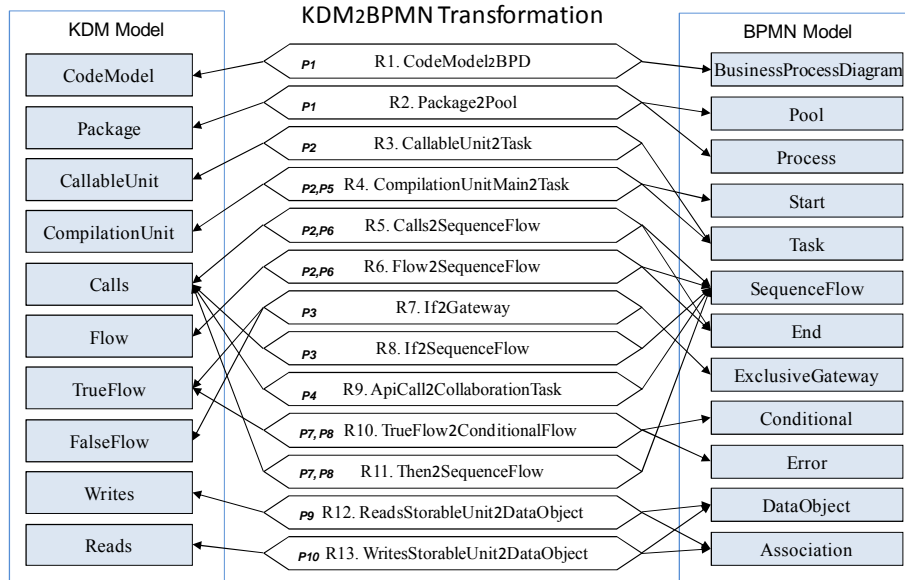 KDM2BPMN Transformation
KDM Model
BPMN Model
CodeModel
Package
CallableUnit
CompilationUnit
Calls
Flow
TrueFlow
FalseFlow
Writes
Reads
P1 R1. CodeModel2BPD
P1 R2. Package2Pool
P2 R3. CallableUnit2Task
P2,P5 R4. CompilationUnitMain2Task
P2,P6 R5. Calls2SequenceFlow
P2,P6 R6. Flow2SequenceFlow
P3 R7. If2Gateway
P3 R8. If2SequenceFlow
P4 R9. ApiCall2CollaborationTask
P7, P8 R10. TrueFlow2ConditionalFlow
P7, P8 R11. Then2SequenceFlow
P9 R12. ReadsStorableUnit2DataObject
P10 R13. WritesStorableUnit2DataObject
BusinessProcessDiagram
Pool
Process
Start
Task
SequenceFlow
End
ExclusiveGateway
Conditional
Error
DataObject
Association